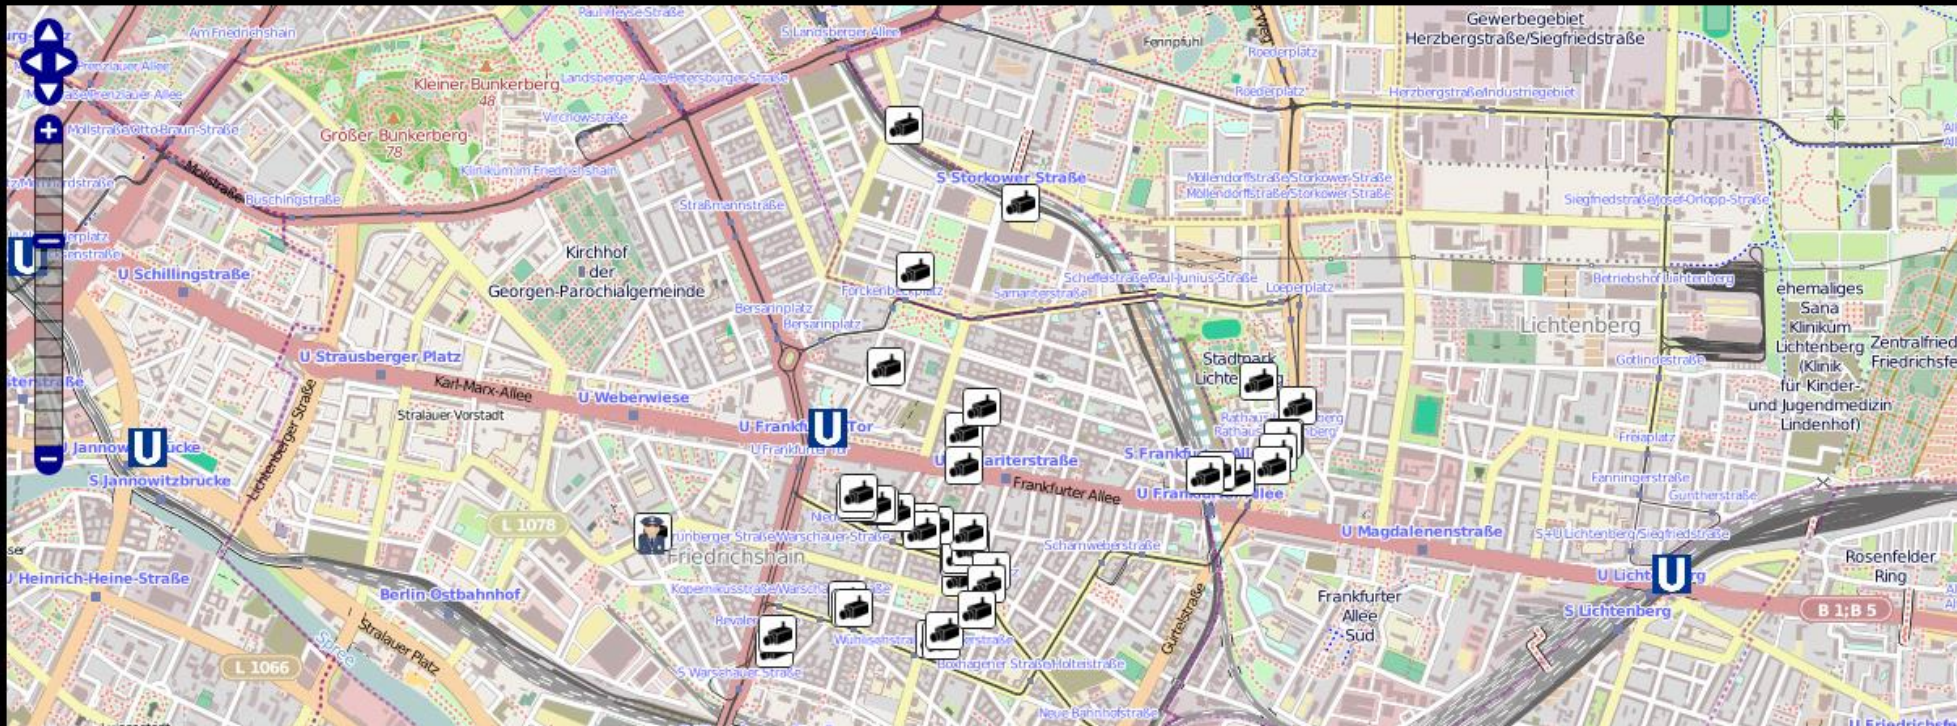 Paul-Heyse-Straße
S Landsberger Allee
Gewerbegebiet
Herzbergstraße/Siegfriedstraße
Am Friedrichshain
Fennpfuhl
Roederplatz
Prenzlauer Allee
Kleiner Bunkerberg
48
Landsberger Allee/Petersburger Straße
Roederplatz
Herzbergstraße/Industriegebiet
Virchowstraße
Mollstraße/Otto-Braun-Straße
Großer Bunkerberg
78
Mollstraße
Klinikum im Friedrichshain
S Storkower Straße
Möllendorffstraße/Storkower Straße
Möllendorffstraße/Storkower Straße
Büschingstraße
Straßmannstraße
Siegfriedstraße/Josef-Orlopp-Straße
U
Kirchhof
der
Georgen-Parochialgemeinde
U Schillingstraße
Scheffelstraße/Paul-Junius-Straße
Betriebshof Lichtenberg
Forckenbeckplatz
Samariterstraße
Loeperplatz
ehemaliges
Sana
Klinikum
Lichtenberg
(Klinik
für Kinder-
und Jugendmedizin
Lindenhof)
Bersarinplatz
Bersarinplatz
Lichtenberg
U Strausberger Platz
Stadtpark
Gotlindestraße
Karl-Marx-Allee
U Weberwiese
Stralauer Vorstadt
Lichtenberger Straße
U
Freiaplatz
U
S Jannowitzbrücke
Frankfurter Allee
Fanningerstraße
Guntherstraße
L 1078
U Magdalenenstraße
S+U Lichtenberg/Siegfriedstraße
Friedrichshain
Scharnweberstraße
U Heinrich-Heine-Straße
Berlin Ostbahnhof
U
Rosenfelder
Ring
Frankfurter
Allee
Süd
S Lichtenberg
B 1;B 5
Gürtelstraße
Stralauer Platz
Spree
L 1066
S Warschauer Straße
Boxhagener Straße/Holteistraße
Neue Bahnhofstraße